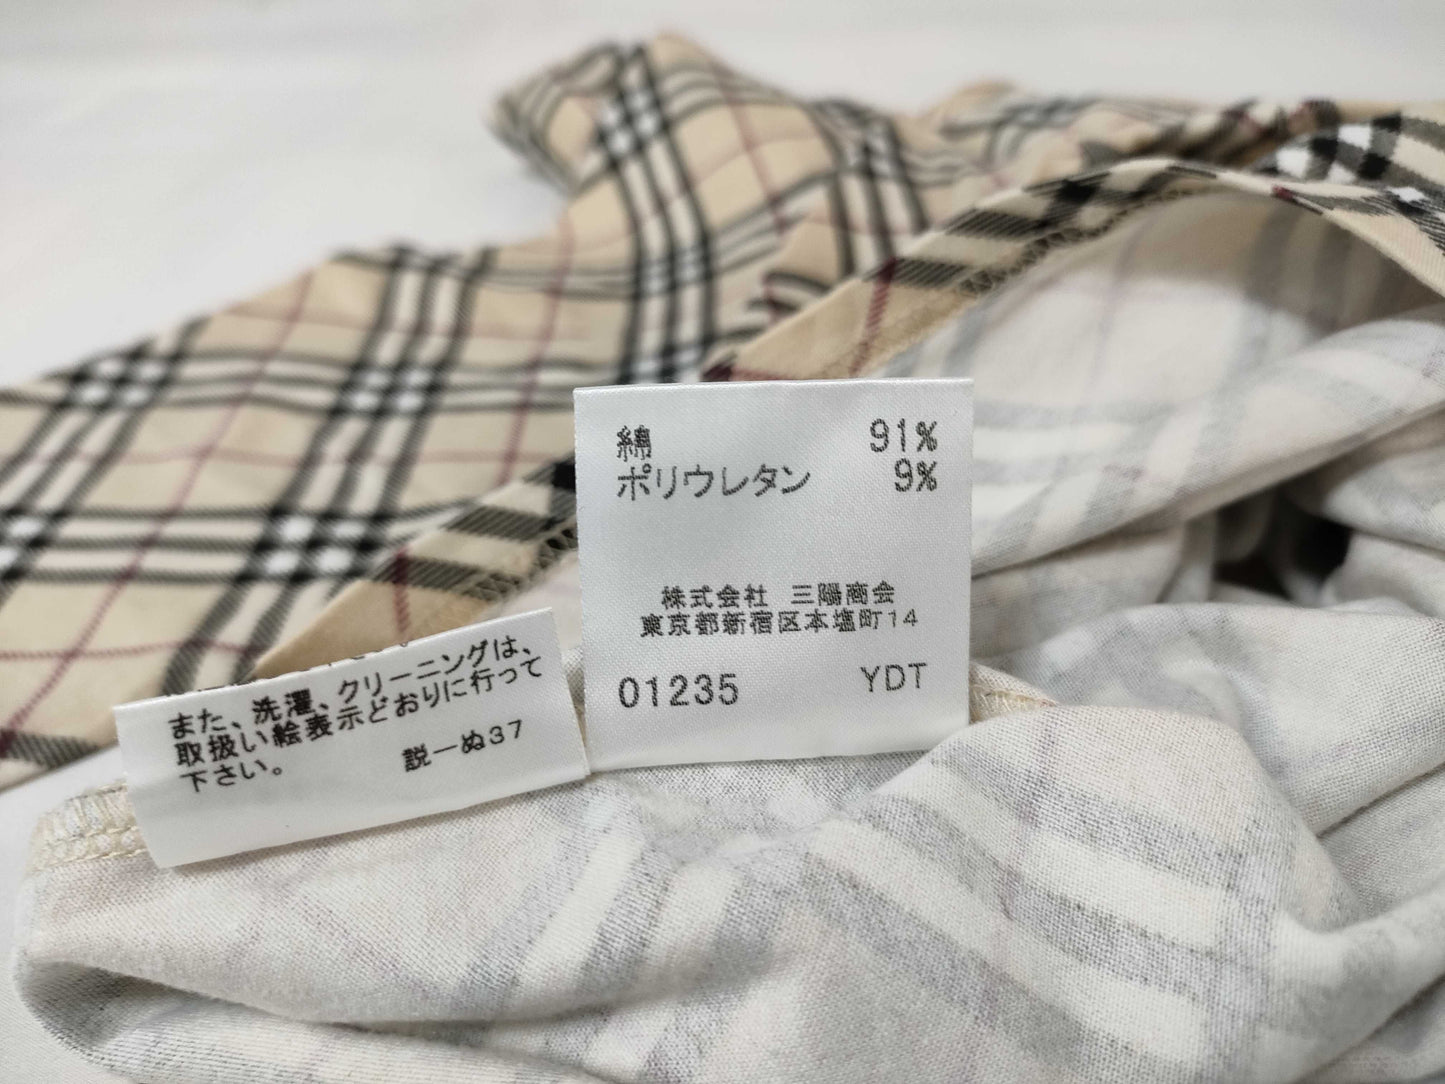 綿 91%
ポリウレタン 9%
株式会社 三陽商会
東京都新宿区本塩町14
01235 YDT
また、洗濯、クリーニングは、
取扱い絵表示どおりに行って
下さい。
説ーぬ37